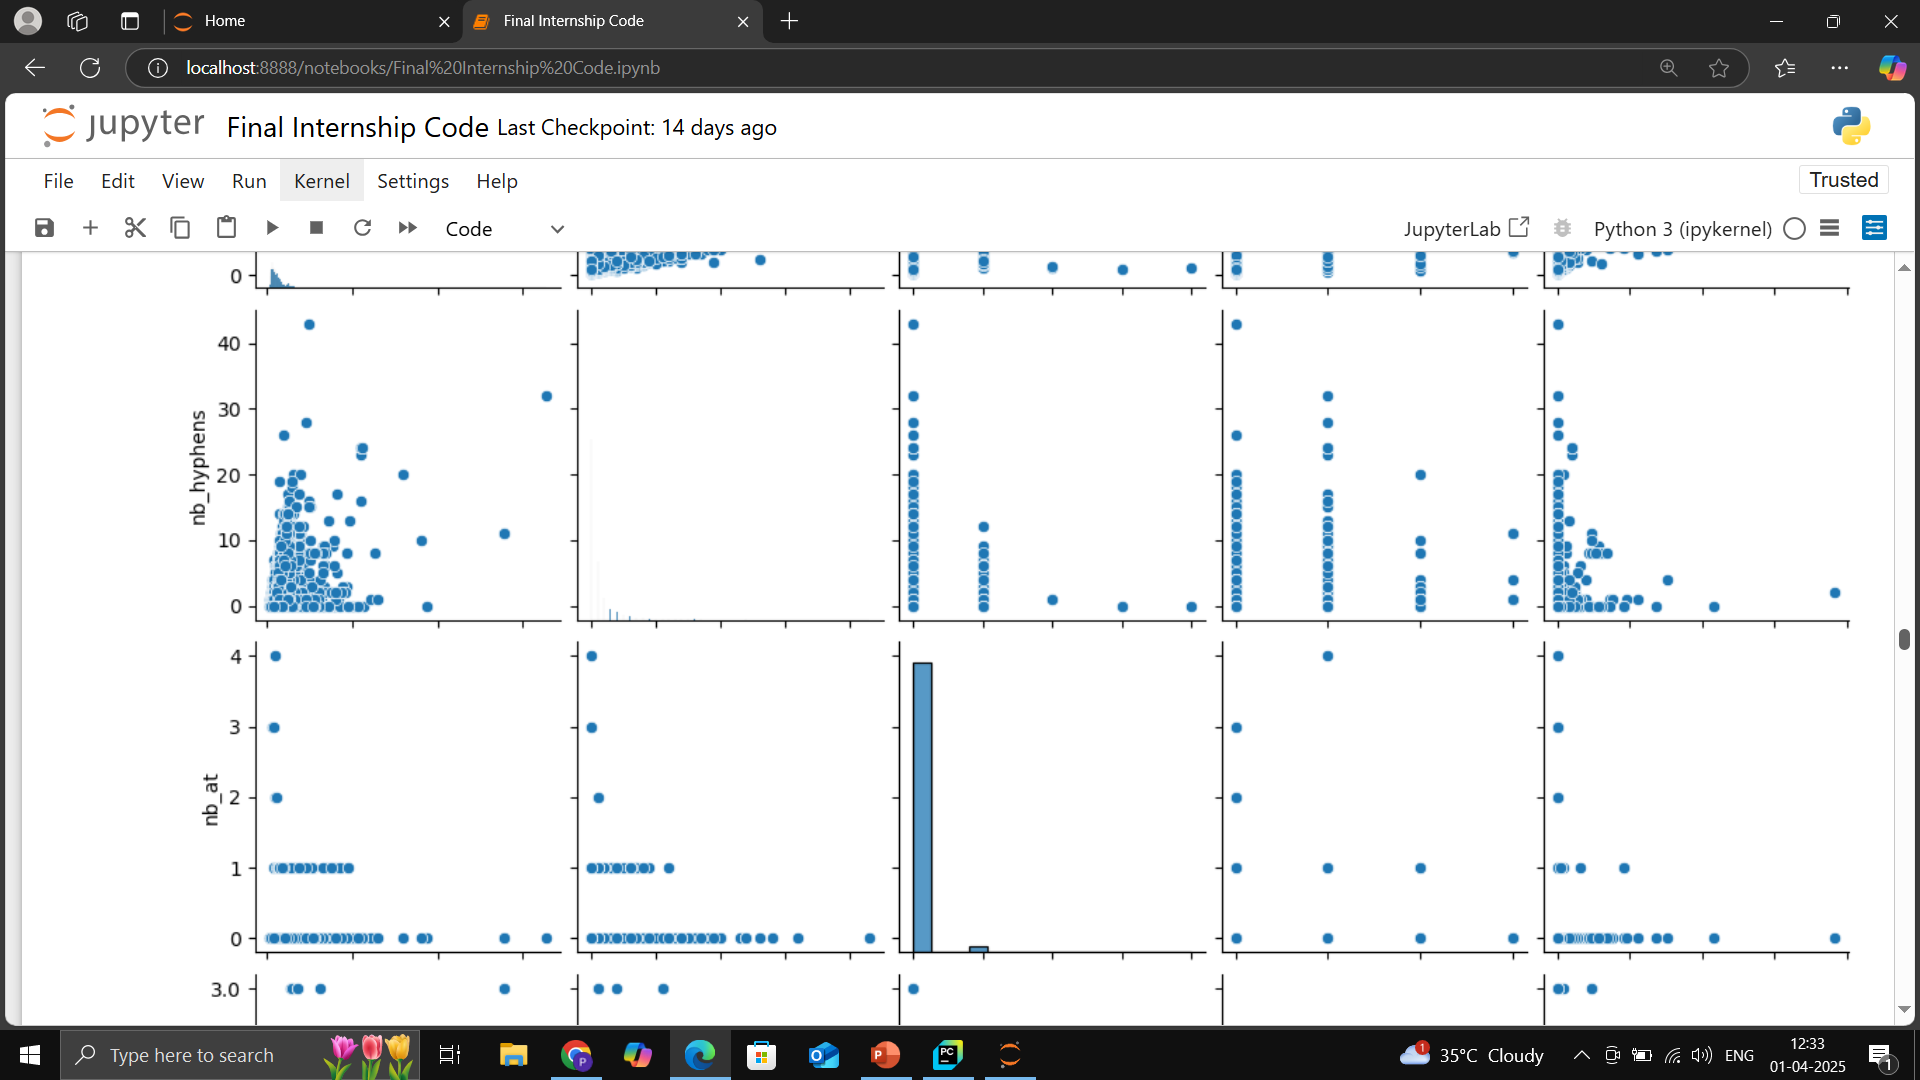 Home
Final Internship Code
localhost:8888/notebooks/Final%20Internship%20Code.ipynb
jupyter Final Internship Code Last Checkpoint: 14 days ago
File Edit View Run Kernel Settings Help
Trusted
Code
JupyterLab
Python 3 (ipykernel)
0
40
30
20
10
0
nb_hyphens
4
3
2
1
0
nb_at
3.0
Type here to search
P
PC
O
P
1
35°C Cloudy
ENG
12:33
01-04-2025
1